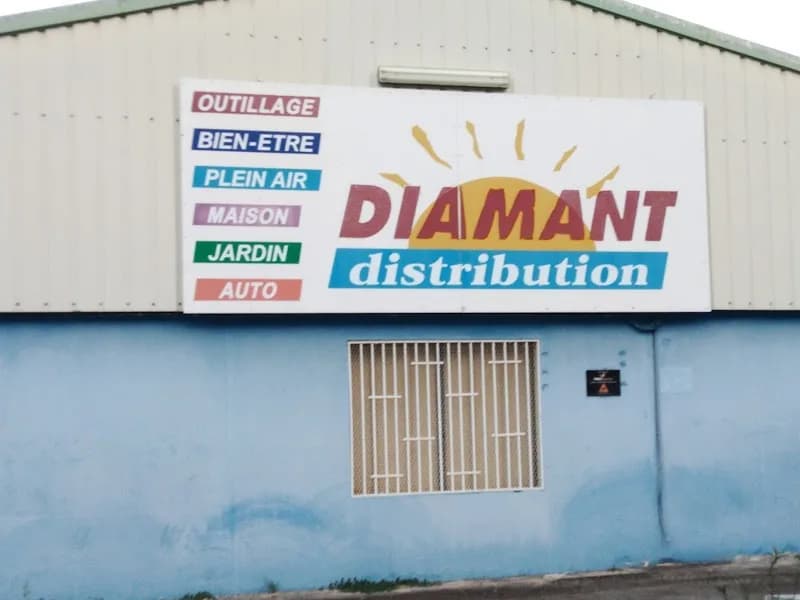 OUTILLAGE
BIEN-ETRE
PLEIN AIR
MAISON
JARDIN
AUTO
DIAMANT
distribution